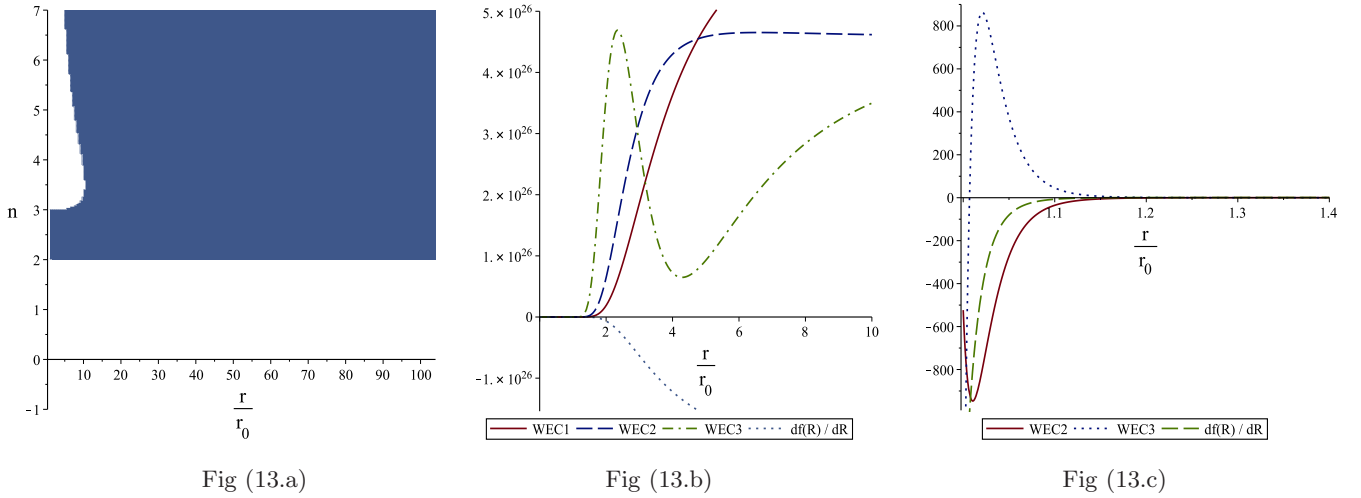 7
6
5
4
n
3
2
1
0
10 20 30 40 50 60 70 80 90 100
−1
r
r0
Fig (13.a)
5. × 10^26
4. × 10^26
3. × 10^26
2. × 10^26
1. × 10^26
0
2 4 6 8 10
−1. × 10^26
r
r0
WEC1 WEC2 WEC3 df(R) / dR
Fig (13.b)
800
600
400
200
0
1.1 1.2 1.3 1.4
−200
−400
−600
−800
r
r0
WEC2 WEC3 df(R) / dR
Fig (13.c)